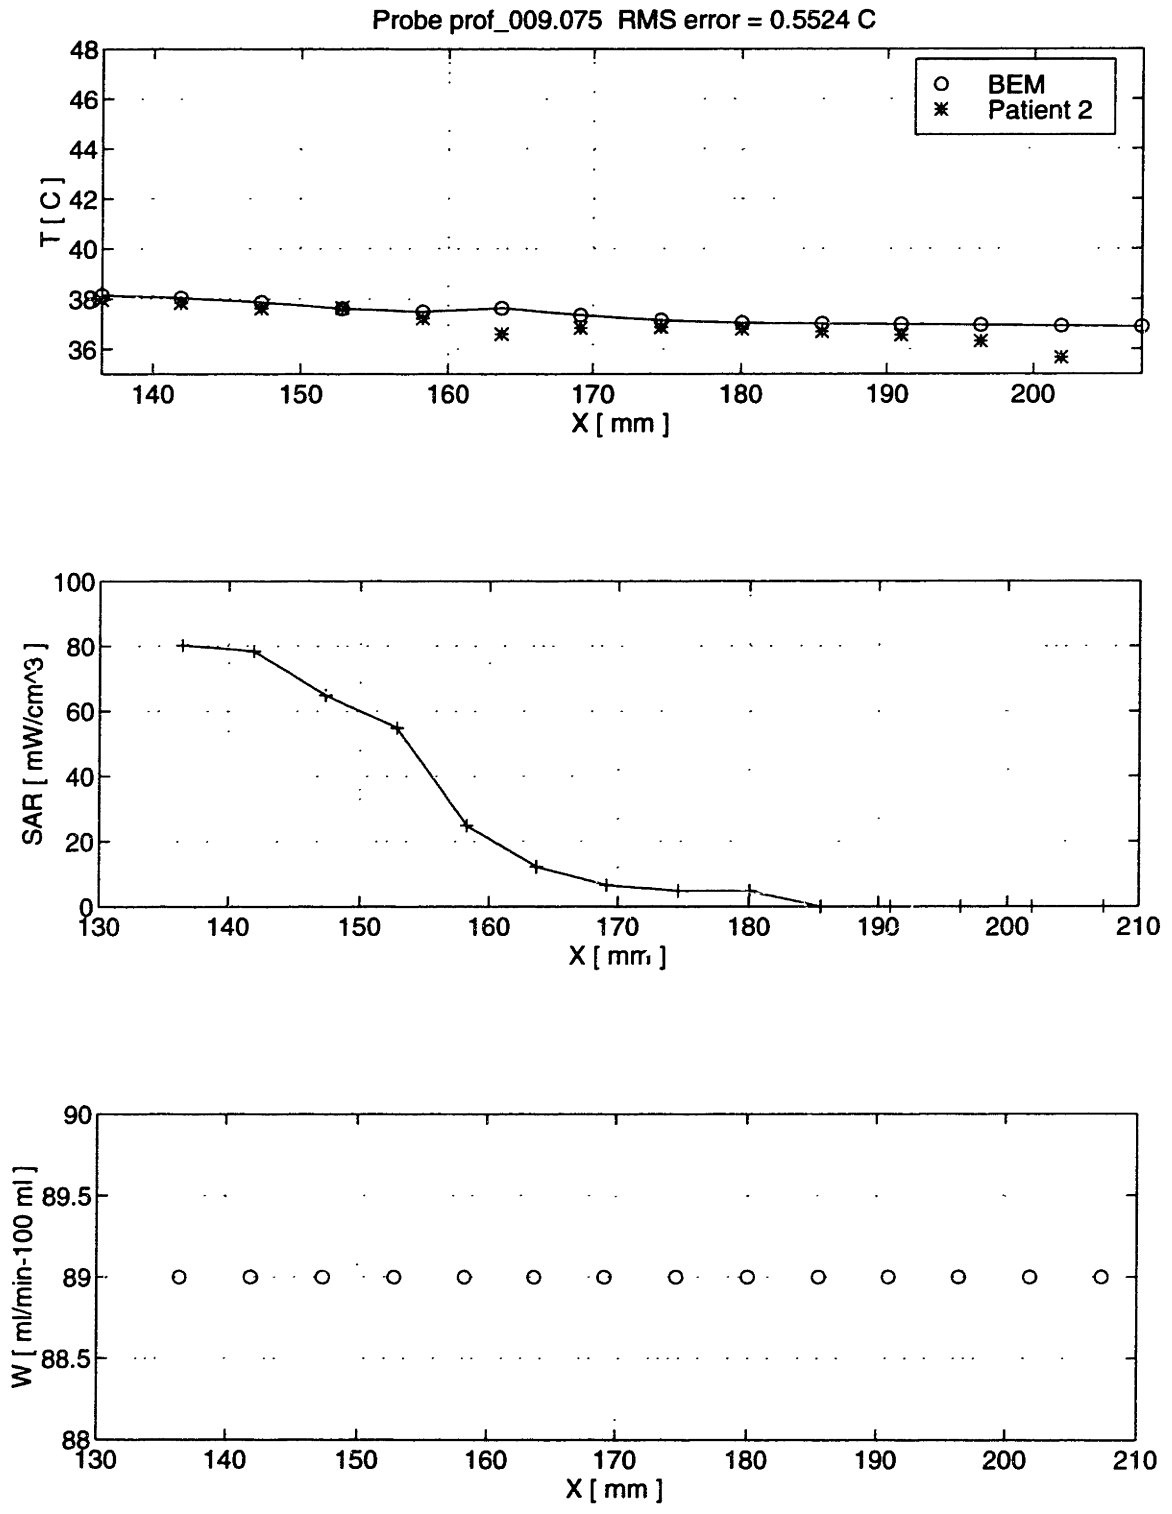 Probe prof_009.075 RMS error = 0.5524 C
48
46
44
42
40
38
36
T [ C ]
BEM
Patient 2
140 150 160 170 180 190 200
X [ mm ]
100
80
60
40
20
0
SAR [ mW/cm^3 ]
130 140 150 160 170 180 190 200 210
X [ mm ]
90
89.5
89
88.5
88
W [ ml/min-100 ml ]
130 140 150 160 170 180 190 200 210
X [ mm ]